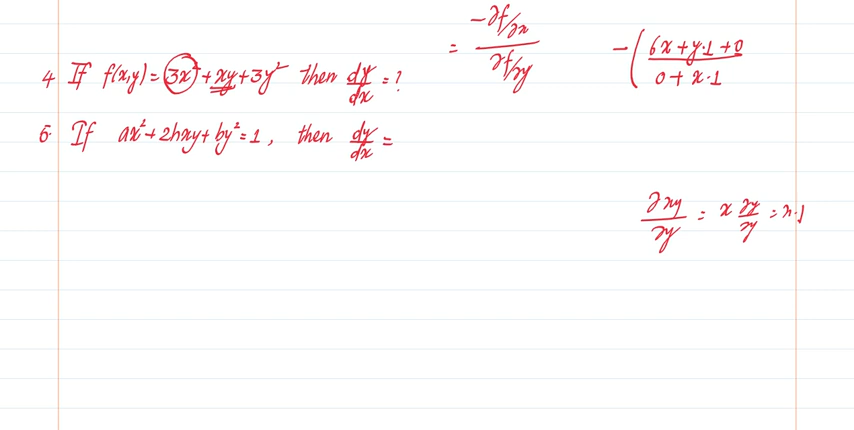 4 If f(x,y) = 3x² + xy + 3y² then dy/dx = ?
= -∂f/∂x / ∂f/∂y
-( 6x + y·1 + 0 / 0 + x·1
5. If ax² + 2hxy + by² = 1, then dy/dx =
∂xy/∂y = x ∂y/∂y = x·1